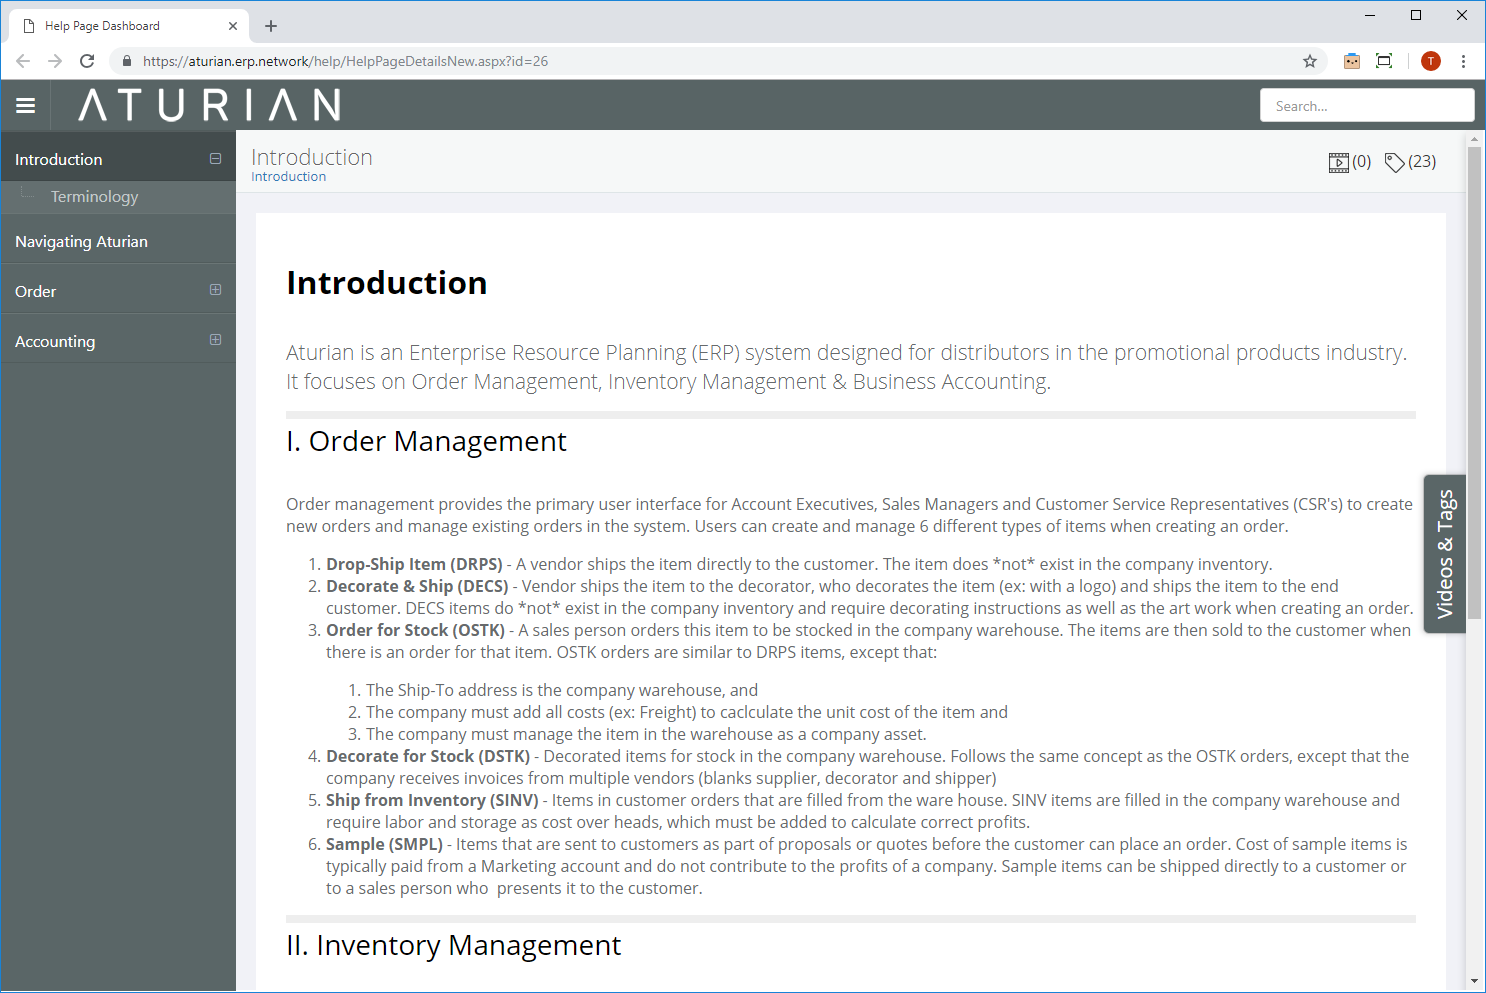 Help Page Dashboard
https://aturian.erp.network/help/HelpPageDetailsNew.aspx?id=26
T
ATURIAN
Search...
Introduction
Terminology
Navigating Aturian
Order
Accounting
Introduction
Introduction
(0) (23)
Introduction
Aturian is an Enterprise Resource Planning (ERP) system designed for distributors in the promotional products industry.
It focuses on Order Management, Inventory Management & Business Accounting.
I. Order Management
Order management provides the primary user interface for Account Executives, Sales Managers and Customer Service Representatives (CSR's) to create
new orders and manage existing orders in the system. Users can create and manage 6 different types of items when creating an order.
1. Drop-Ship Item (DRPS) - A vendor ships the item directly to the customer. The item does *not* exist in the company inventory.
2. Decorate & Ship (DECS) - Vendor ships the item to the decorator, who decorates the item (ex: with a logo) and ships the item to the end
customer. DECS items do *not* exist in the company inventory and require decorating instructions as well as the art work when creating an order.
3. Order for Stock (OSTK) - A sales person orders this item to be stocked in the company warehouse. The items are then sold to the customer when
there is an order for that item. OSTK orders are similar to DRPS items, except that:
1. The Ship-To address is the company warehouse, and
2. The company must add all costs (ex: Freight) to caclculate the unit cost of the item and
3. The company must manage the item in the warehouse as a company asset.
4. Decorate for Stock (DSTK) - Decorated items for stock in the company warehouse. Follows the same concept as the OSTK orders, except that the
company receives invoices from multiple vendors (blanks supplier, decorator and shipper)
5. Ship from Inventory (SINV) - Items in customer orders that are filled from the ware house. SINV items are filled in the company warehouse and
require labor and storage as cost over heads, which must be added to calculate correct profits.
6. Sample (SMPL) - Items that are sent to customers as part of proposals or quotes before the customer can place an order. Cost of sample items is
typically paid from a Marketing account and do not contribute to the profits of a company. Sample items can be shipped directly to a customer or
to a sales person who  presents it to the customer.
II. Inventory Management
Videos & Tags